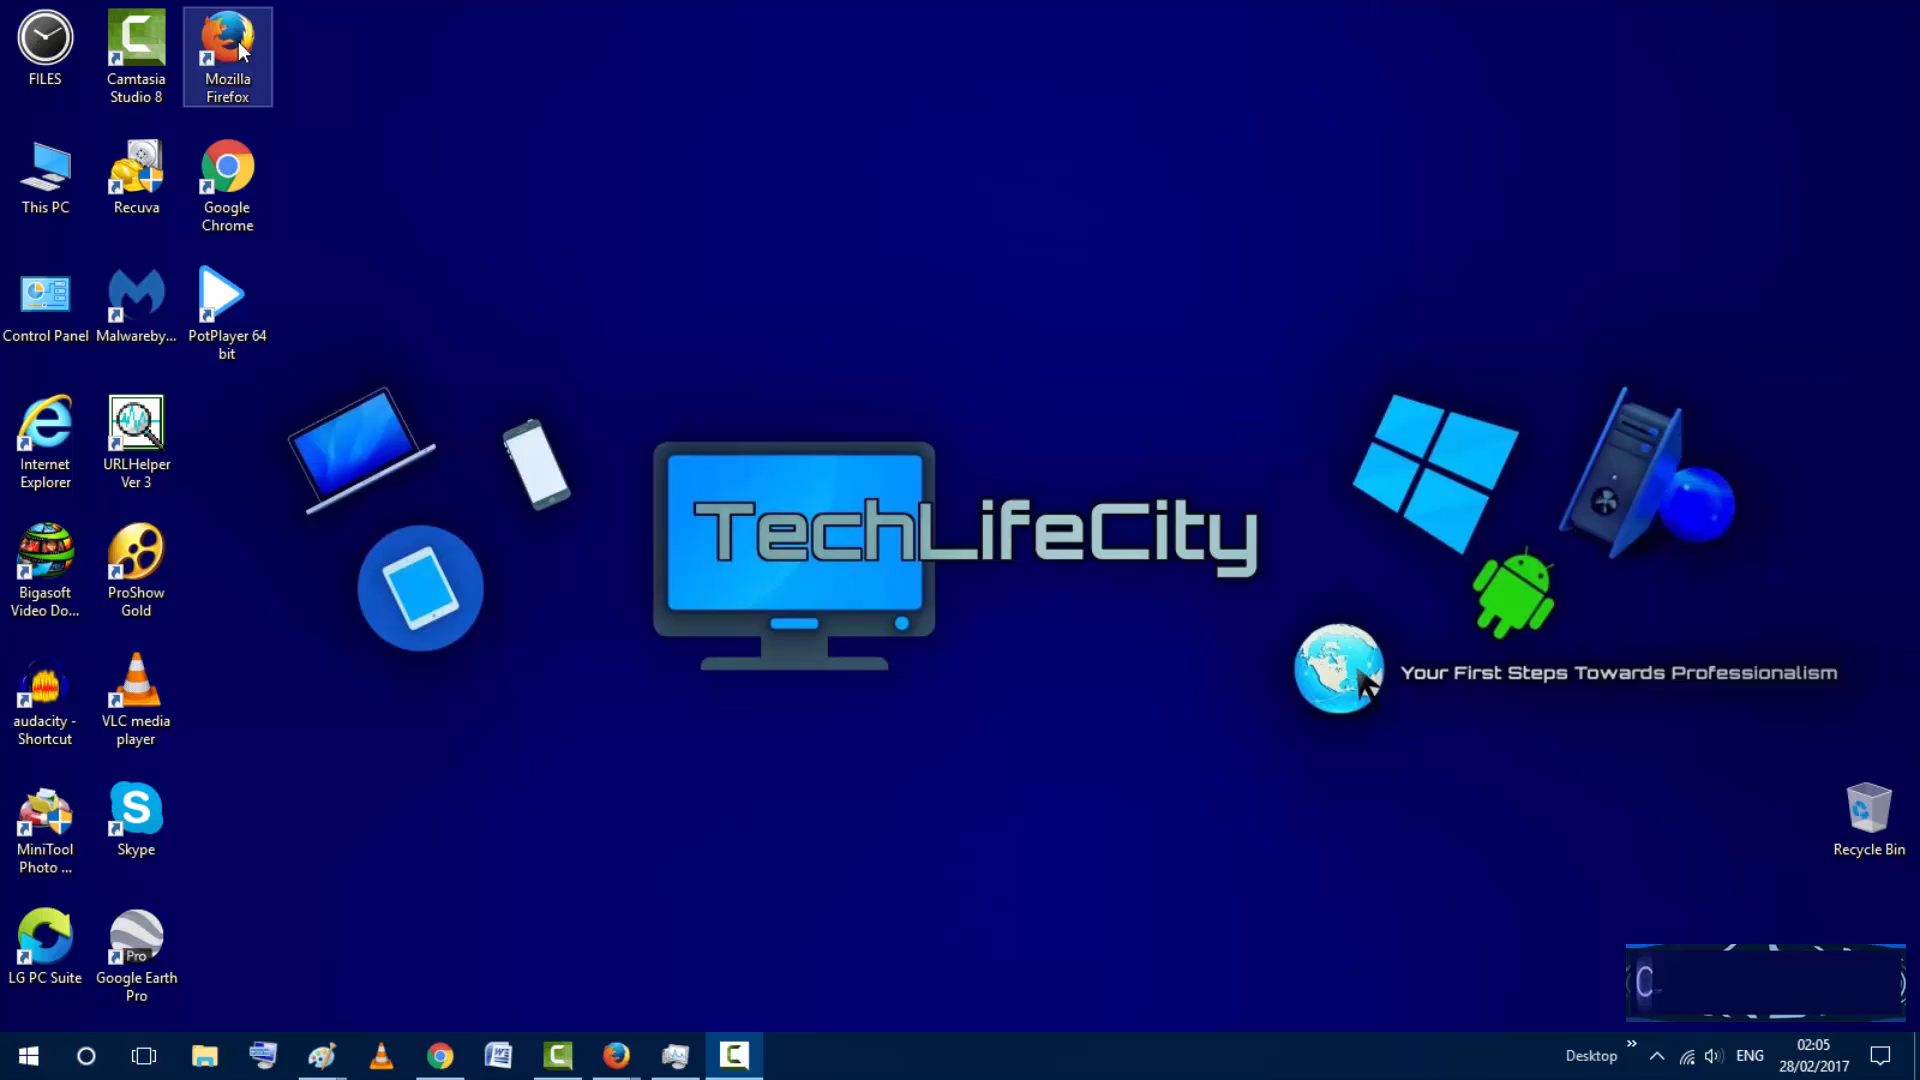 FILES
Camtasia
Studio 8
Mozilla
Firefox
This PC
Recuva
Google
Chrome
Control Panel
Malwareby...
PotPlayer 64
bit
Internet
Explorer
URLHelper
Ver 3
Bigasoft
Video Do...
ProShow
Gold
audacity -
Shortcut
VLC media
player
MiniTool
Photo ...
Skype
LG PC Suite
Pro
Google Earth
Pro
TechLifeCity
Your First Steps Towards Professionalism
Recycle Bin
Desktop
ENG
02:05
28/02/2017